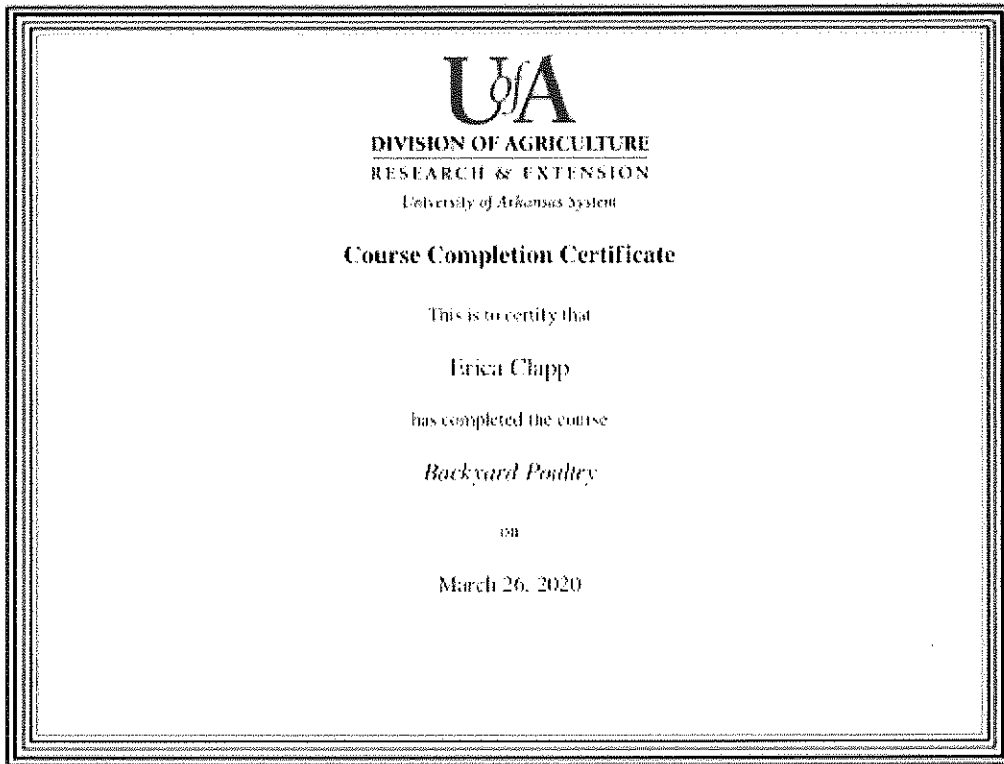 UofA
DIVISION OF AGRICULTURE
RESEARCH & EXTENSION
University of Arkansas System
Course Completion Certificate
This is to certify that
Erica Clapp
has completed the course
Backyard Poultry
on
March 26, 2020